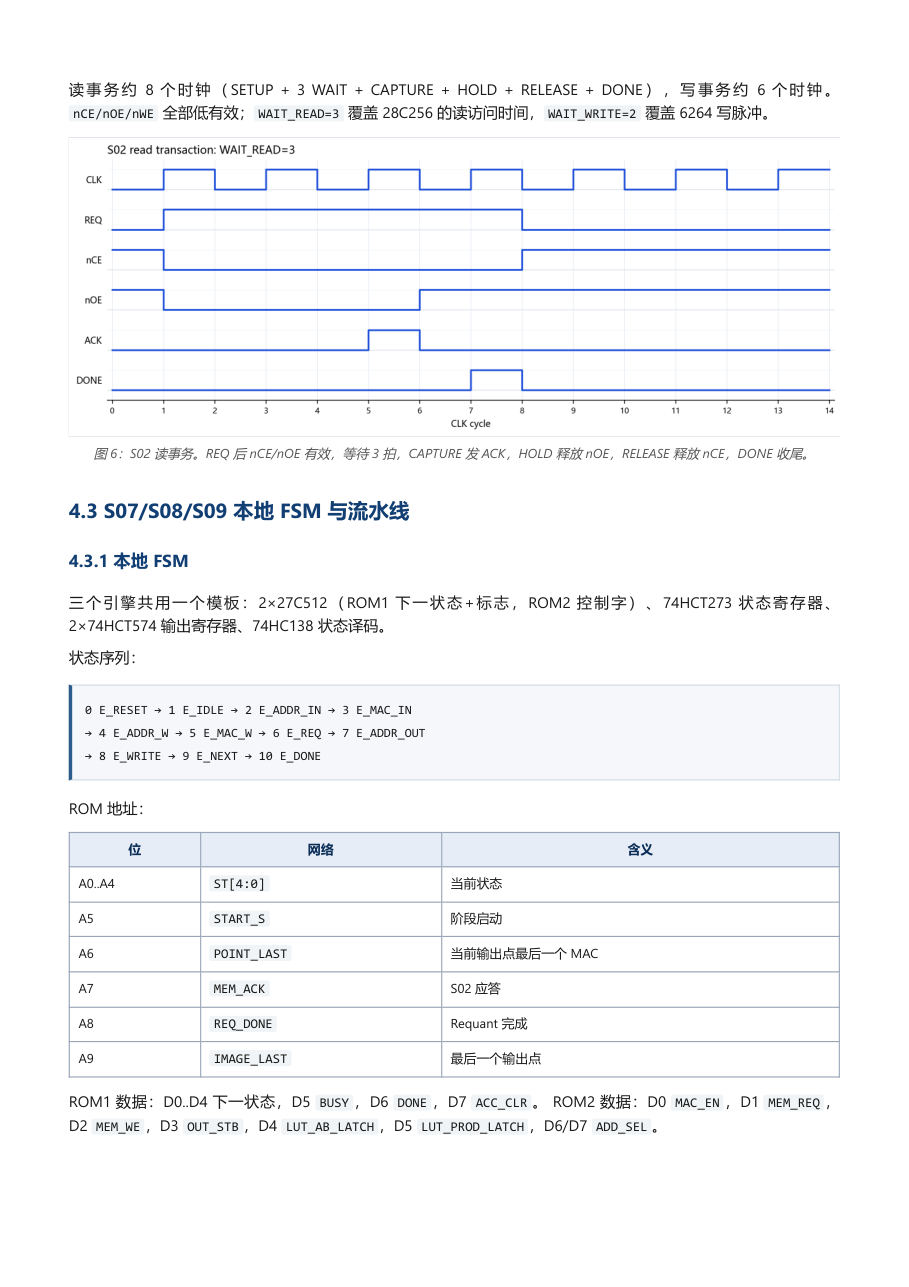 读事务约 8 个时钟（SETUP + 3 WAIT + CAPTURE + HOLD + RELEASE + DONE），写事务约 6 个时钟。
nCE/nOE/nWE 全部低有效；WAIT_READ=3 覆盖 28C256 的读访问时间，WAIT_WRITE=2 覆盖 6264 写脉冲。
S02 read transaction: WAIT_READ=3
CLK
REQ
nCE
nOE
ACK
DONE
0 1 2 3 4 5 6 7 8 9 10 11 12 13 14
CLK cycle
图 6：S02 读事务。REQ 后 nCE/nOE 有效，等待 3 拍，CAPTURE 发 ACK，HOLD 释放 nOE，RELEASE 释放 nCE，DONE 收尾。
4.3 S07/S08/S09 本地 FSM 与流水线
4.3.1 本地 FSM
三个引擎共用一个模板：2×27C512（ROM1 下一状态+标志，ROM2 控制字）、74HCT273 状态寄存器、
2×74HCT574 输出寄存器、74HC138 状态译码。
状态序列：
0 E_RESET → 1 E_IDLE → 2 E_ADDR_IN → 3 E_MAC_IN
→ 4 E_ADDR_W → 5 E_MAC_W → 6 E_REQ → 7 E_ADDR_OUT
→ 8 E_WRITE → 9 E_NEXT → 10 E_DONE
ROM 地址：
位 网络 含义
A0..A4 ST[4:0] 当前状态
A5 START_S 阶段启动
A6 POINT_LAST 当前输出点最后一个 MAC
A7 MEM_ACK S02 应答
A8 REQ_DONE Requant 完成
A9 IMAGE_LAST 最后一个输出点
ROM1 数据：D0..D4 下一状态，D5 BUSY，D6 DONE，D7 ACC_CLR。 ROM2 数据：D0 MAC_EN，D1 MEM_REQ，
D2 MEM_WE，D3 OUT_STB，D4 LUT_AB_LATCH，D5 LUT_PROD_LATCH，D6/D7 ADD_SEL。